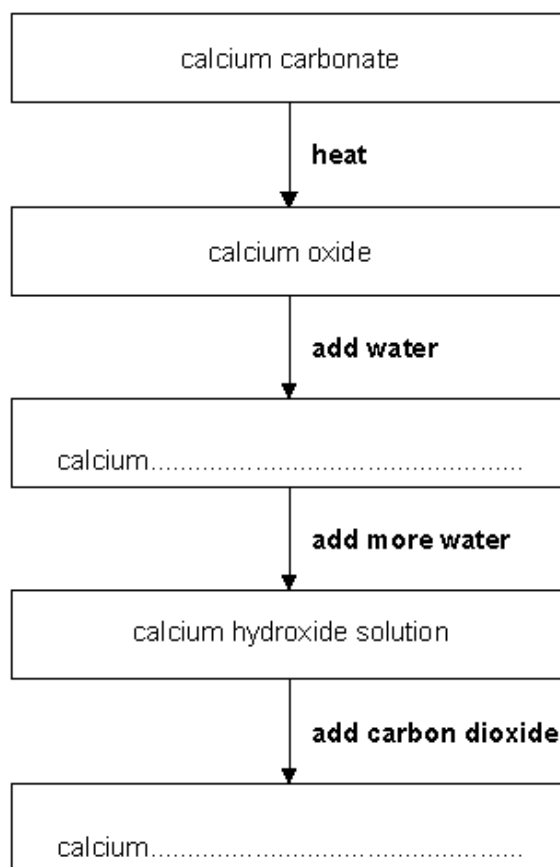 calcium carbonate
heat
calcium oxide
add water
calcium..................................................
add more water
calcium hydroxide solution
add carbon dioxide
calcium..................................................